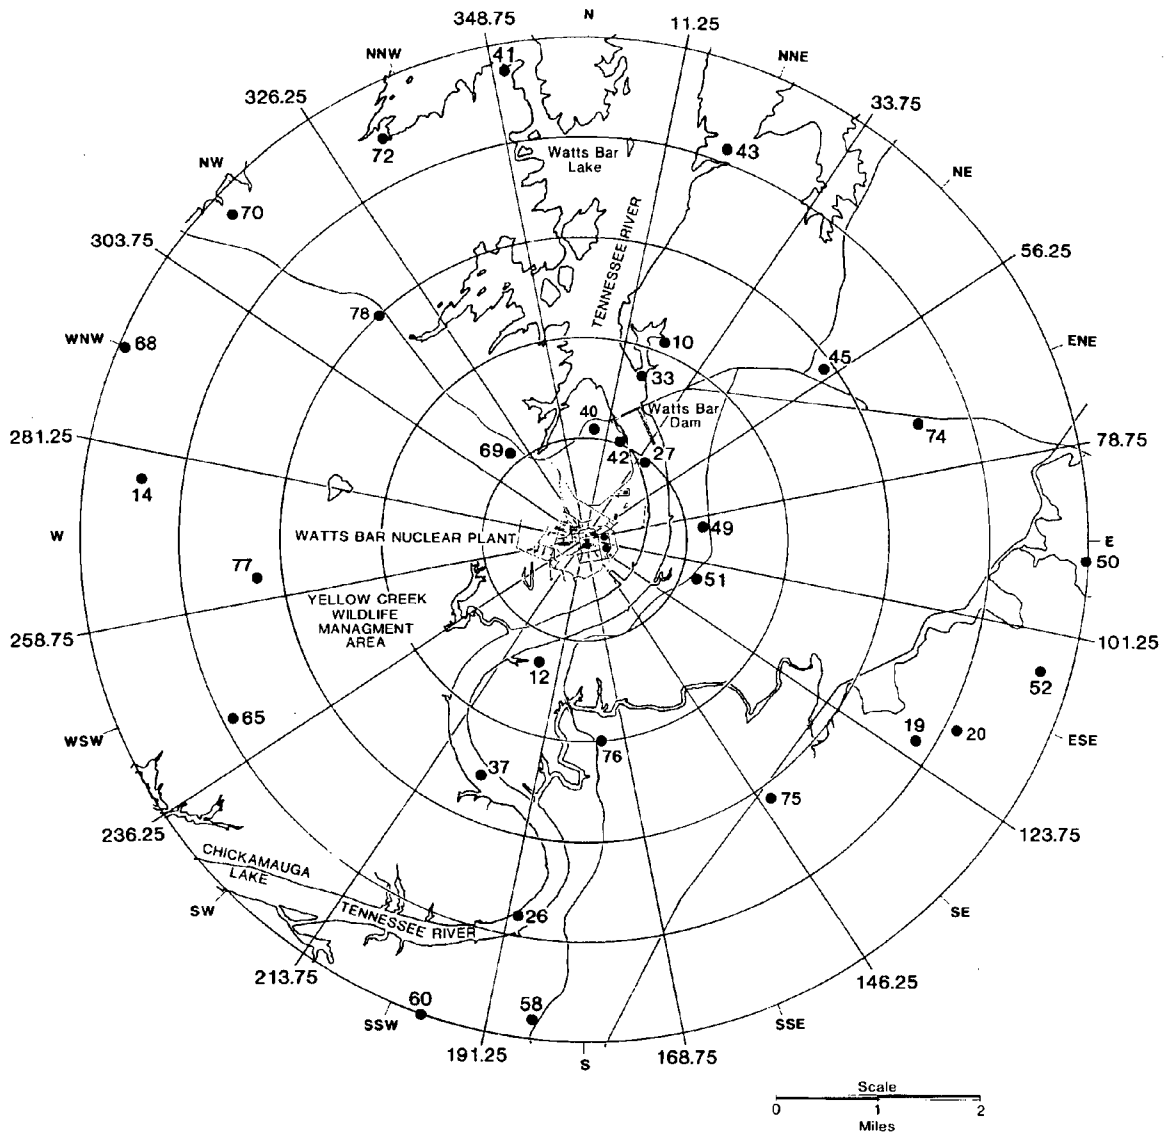 348.75
N
11.25
NNW
41
NNE
326.25
33.75
72
Watts Bar
Lake
43
NW
NE
70
TENNESSEE RIVER
303.75
56.25
78
WNW
68
10
ENE
45
33
40
Watts Bar
Dam
281.25
74
78.75
69
42
27
14
49
W
WATTS BAR NUCLEAR PLANT
E
50
77
51
YELLOW CREEK
WILDLIFE
MANAGMENT
AREA
258.75
101.25
12
52
65
WSW
19
20
ESE
76
37
75
236.25
123.75
CHICKAMAUGA
LAKE
SW
TENNESSEE RIVER
26
SE
213.75
146.25
60
58
SSW
SSE
191.25
S
168.75
Scale
0
1
2
Miles